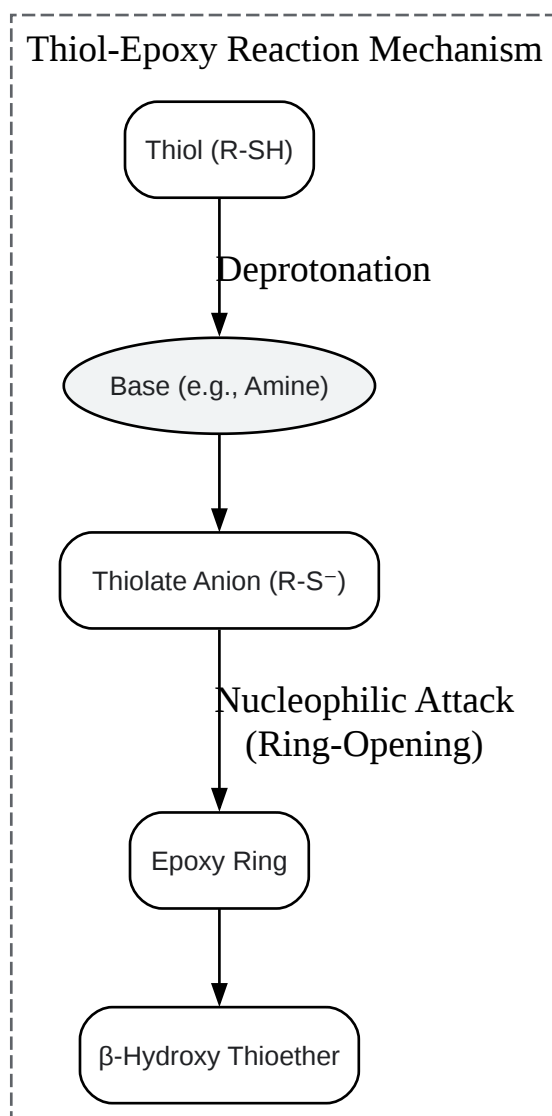 Thiol-Epoxy Reaction Mechanism
Thiol (R-SH)
Deprotonation
Base (e.g., Amine)
Thiolate Anion (R-S⁻)
Nucleophilic Attack
(Ring-Opening)
Epoxy Ring
β-Hydroxy Thioether